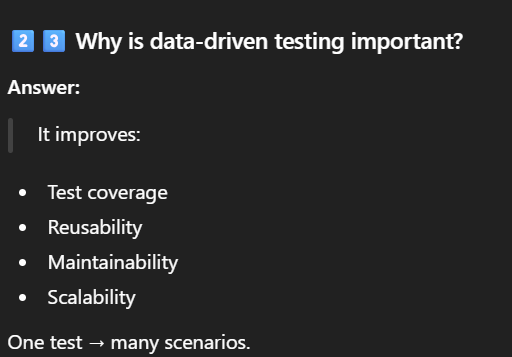 2️⃣ 3️⃣ Why is data-driven testing important?
Answer:
It improves:
• Test coverage
• Reusability
• Maintainability
• Scalability
One test → many scenarios.